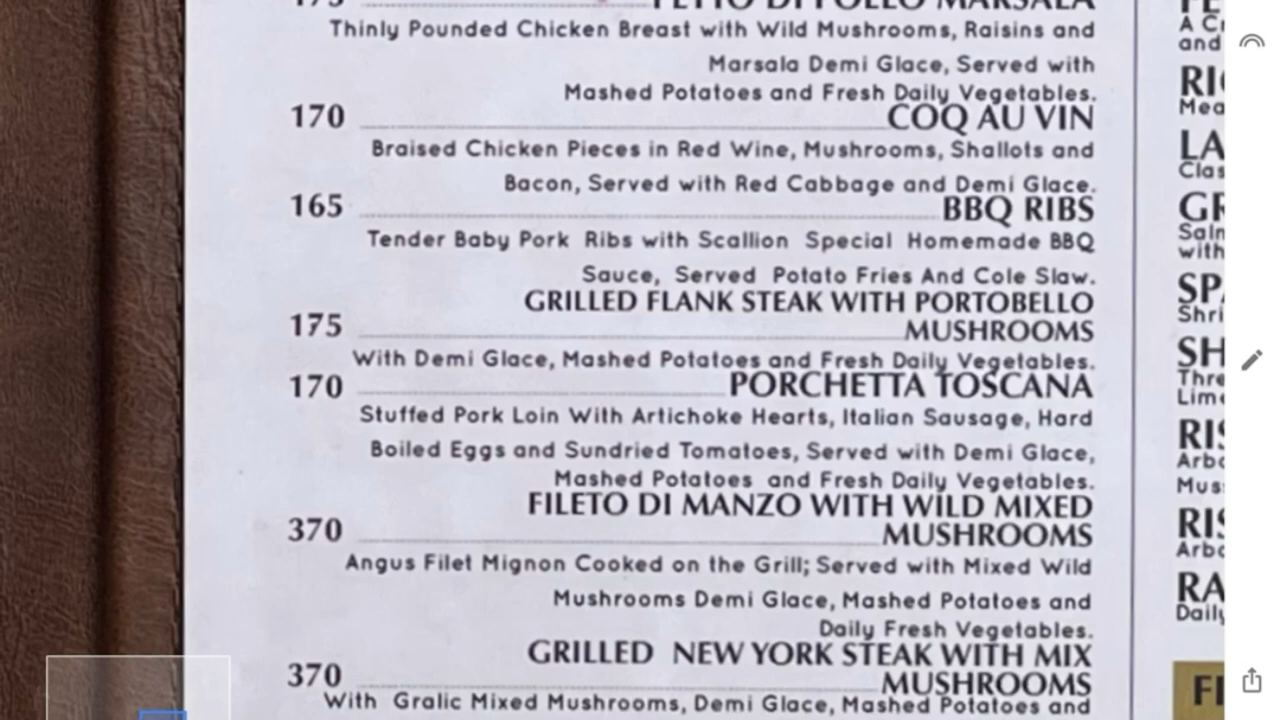 PETTO DI POLLO MARSALA
Thinly Pounded Chicken Breast with Wild Mushrooms, Raisins and
Marsala Demi Glace, Served with
Mashed Potatoes and Fresh Daily Vegetables.
170 COQ AU VIN
Braised Chicken Pieces in Red Wine, Mushrooms, Shallots and
Bacon, Served with Red Cabbage and Demi Glace.
165 BBQ RIBS
Tender Baby Pork Ribs with Scallion Special Homemade BBQ
Sauce, Served Potato Fries And Cole Slaw.
GRILLED FLANK STEAK WITH PORTOBELLO
175 MUSHROOMS
With Demi Glace, Mashed Potatoes and Fresh Daily Vegetables.
170 PORCHETTA TOSCANA
Stuffed Pork Loin With Artichoke Hearts, Italian Sausage, Hard
Boiled Eggs and Sundried Tomatoes, Served with Demi Glace,
Mashed Potatoes and Fresh Daily Vegetables.
FILETO DI MANZO WITH WILD MIXED
370 MUSHROOMS
Angus Filet Mignon Cooked on the Grill; Served with Mixed Wild
Mushrooms Demi Glace, Mashed Potatoes and
Daily Fresh Vegetables.
GRILLED NEW YORK STEAK WITH MIX
370 MUSHROOMS
With Gralic Mixed Mushrooms, Demi Glace, Mashed Potatoes and
and
with
Daily